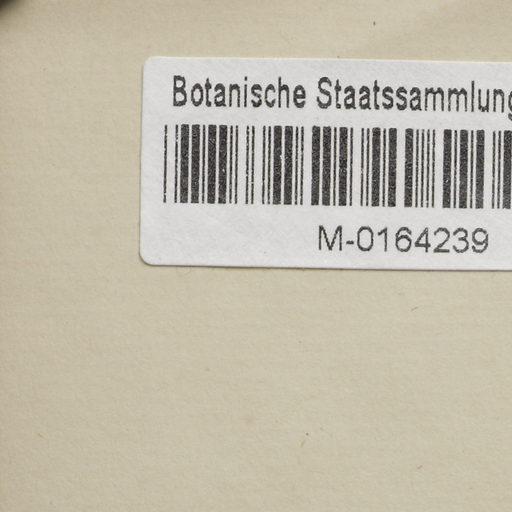 Botanische Staatssammlung
M-0164239